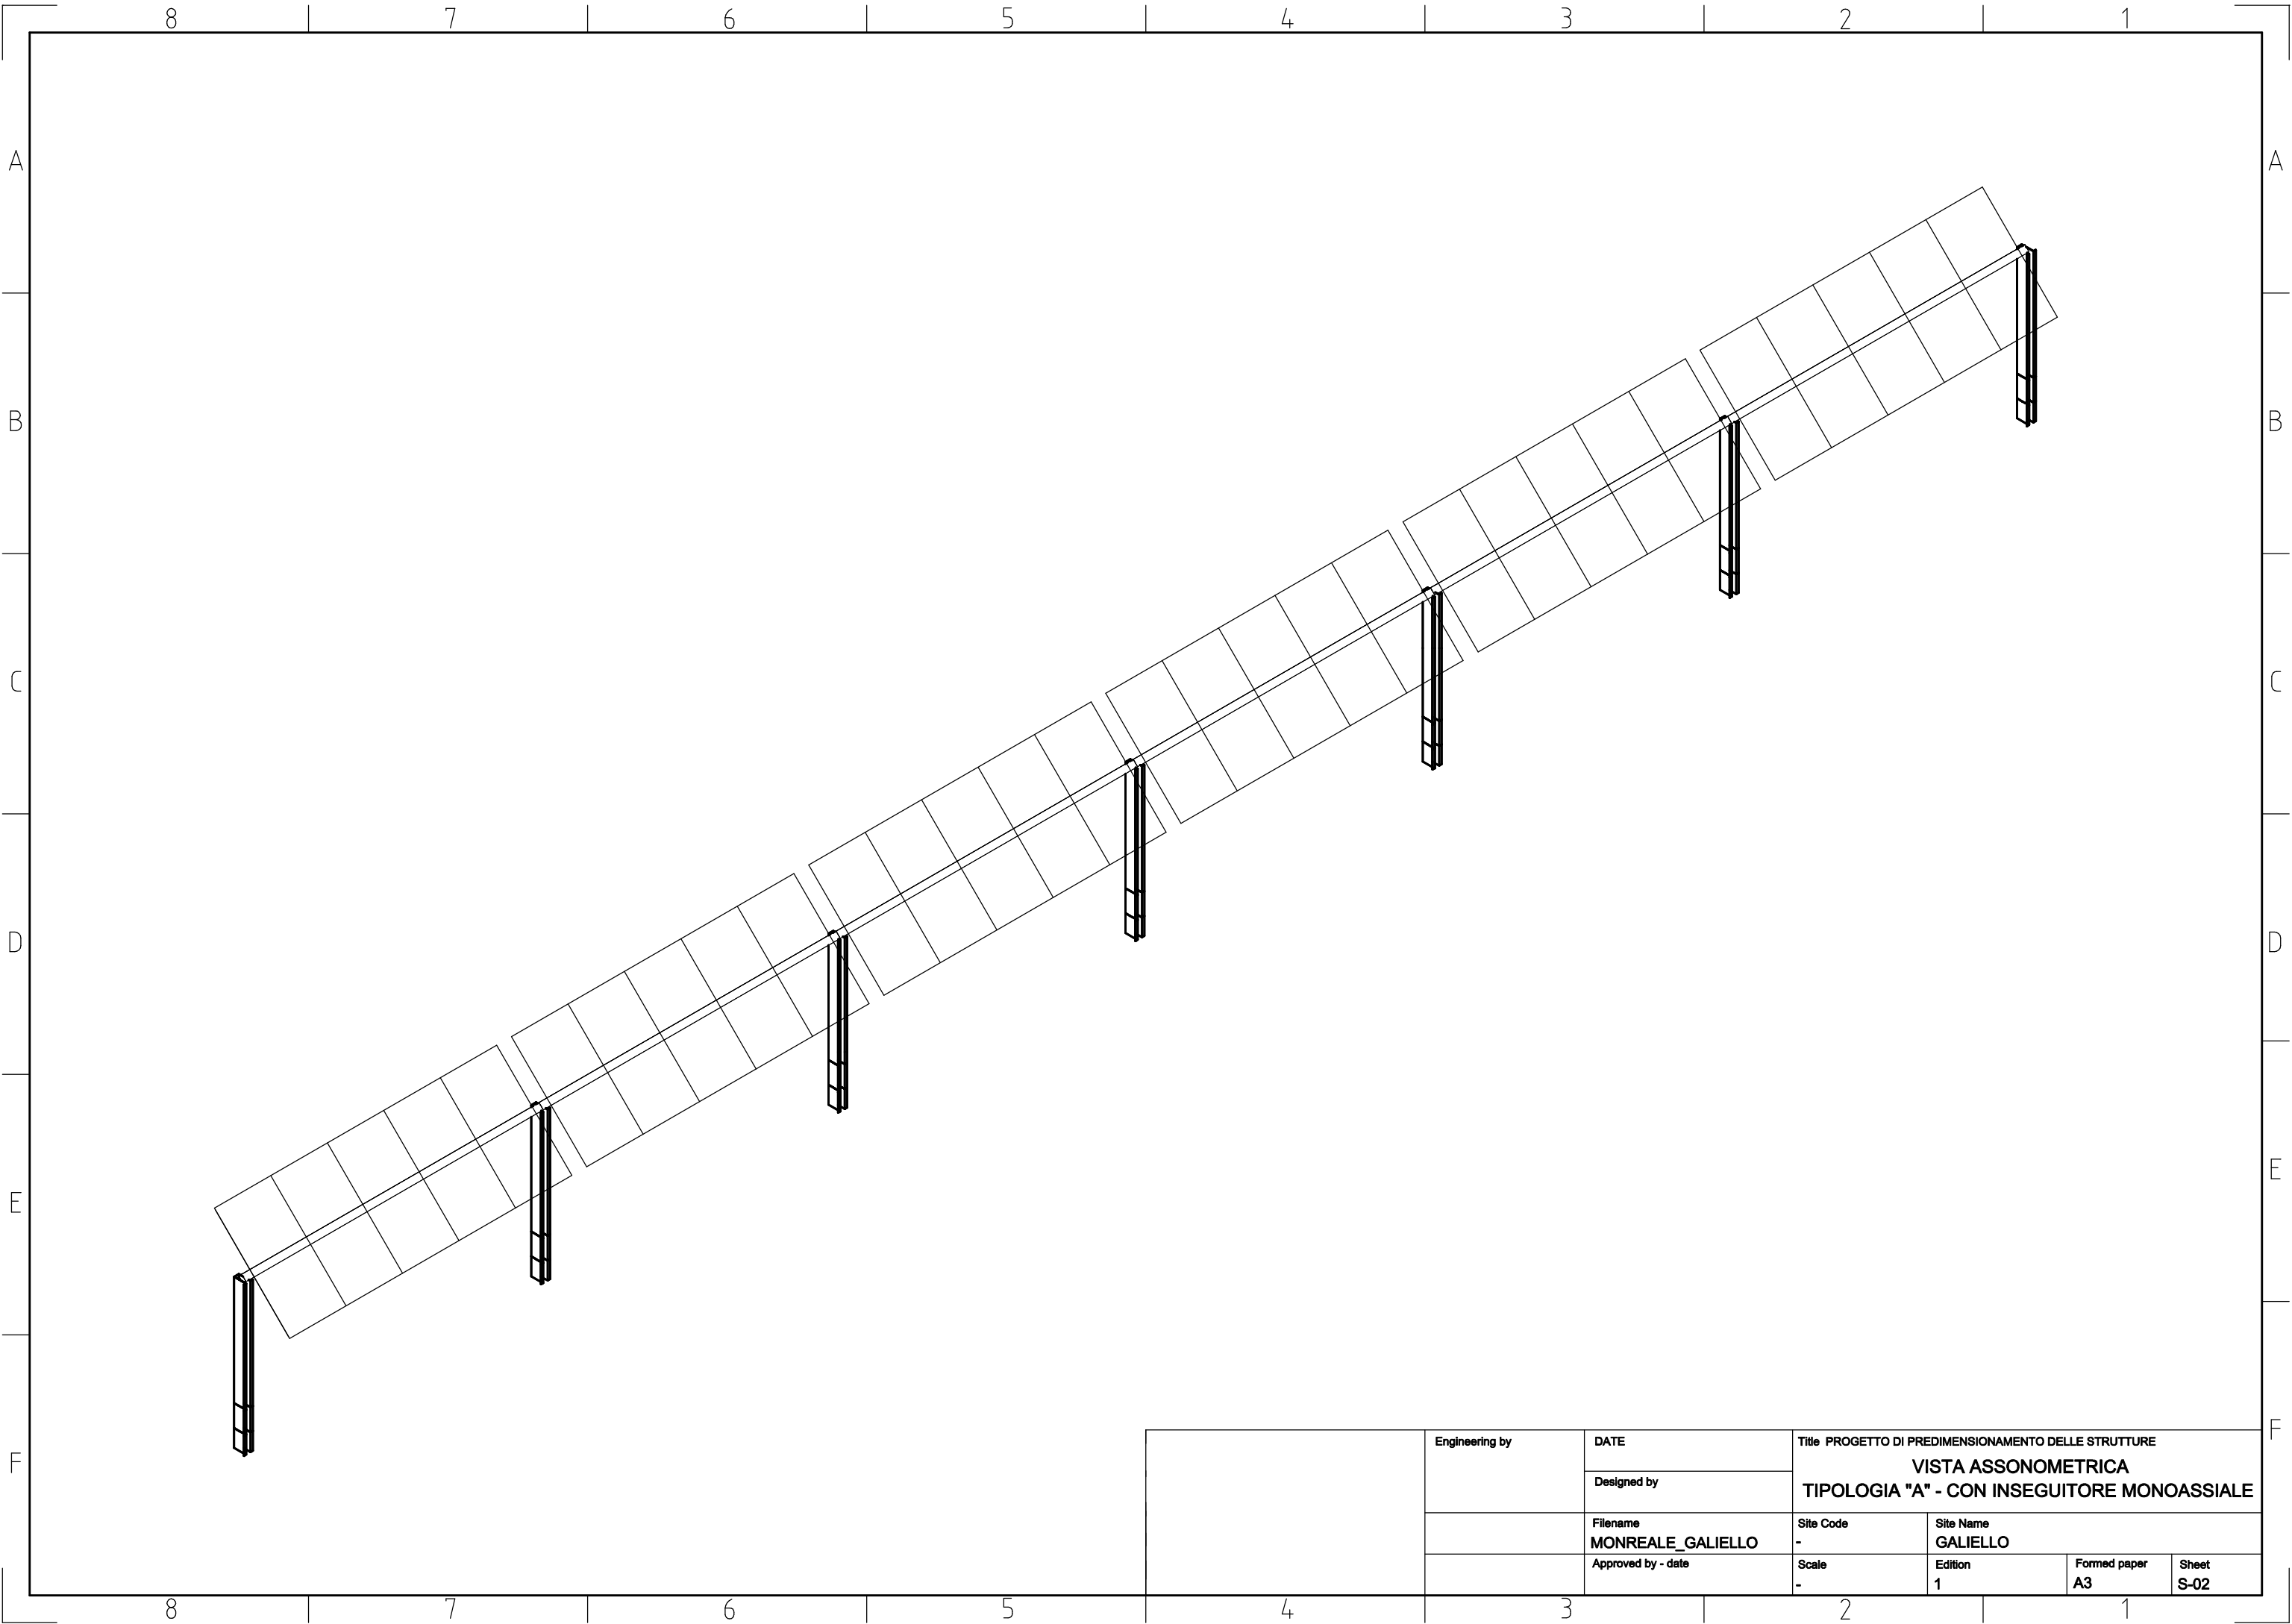 8 7 6 5 4 3 2 1
A A
B B
C C
D D
E E
F F
Engineering by
DATE
Title PROGETTO DI PREDIMENSIONAMENTO DELLE STRUTTURE
VISTA ASSONOMETRICA
Designed by
TIPOLOGIA "A" - CON INSEGUITORE MONOASSIALE
Filename
MONREALE_GALIELLO
Site Code
-
Site Name
GALIELLO
Approved by - date
Scale
-
Edition
1
Formed paper
A3
Sheet
S-02
8 7 6 5 4 3 2 1